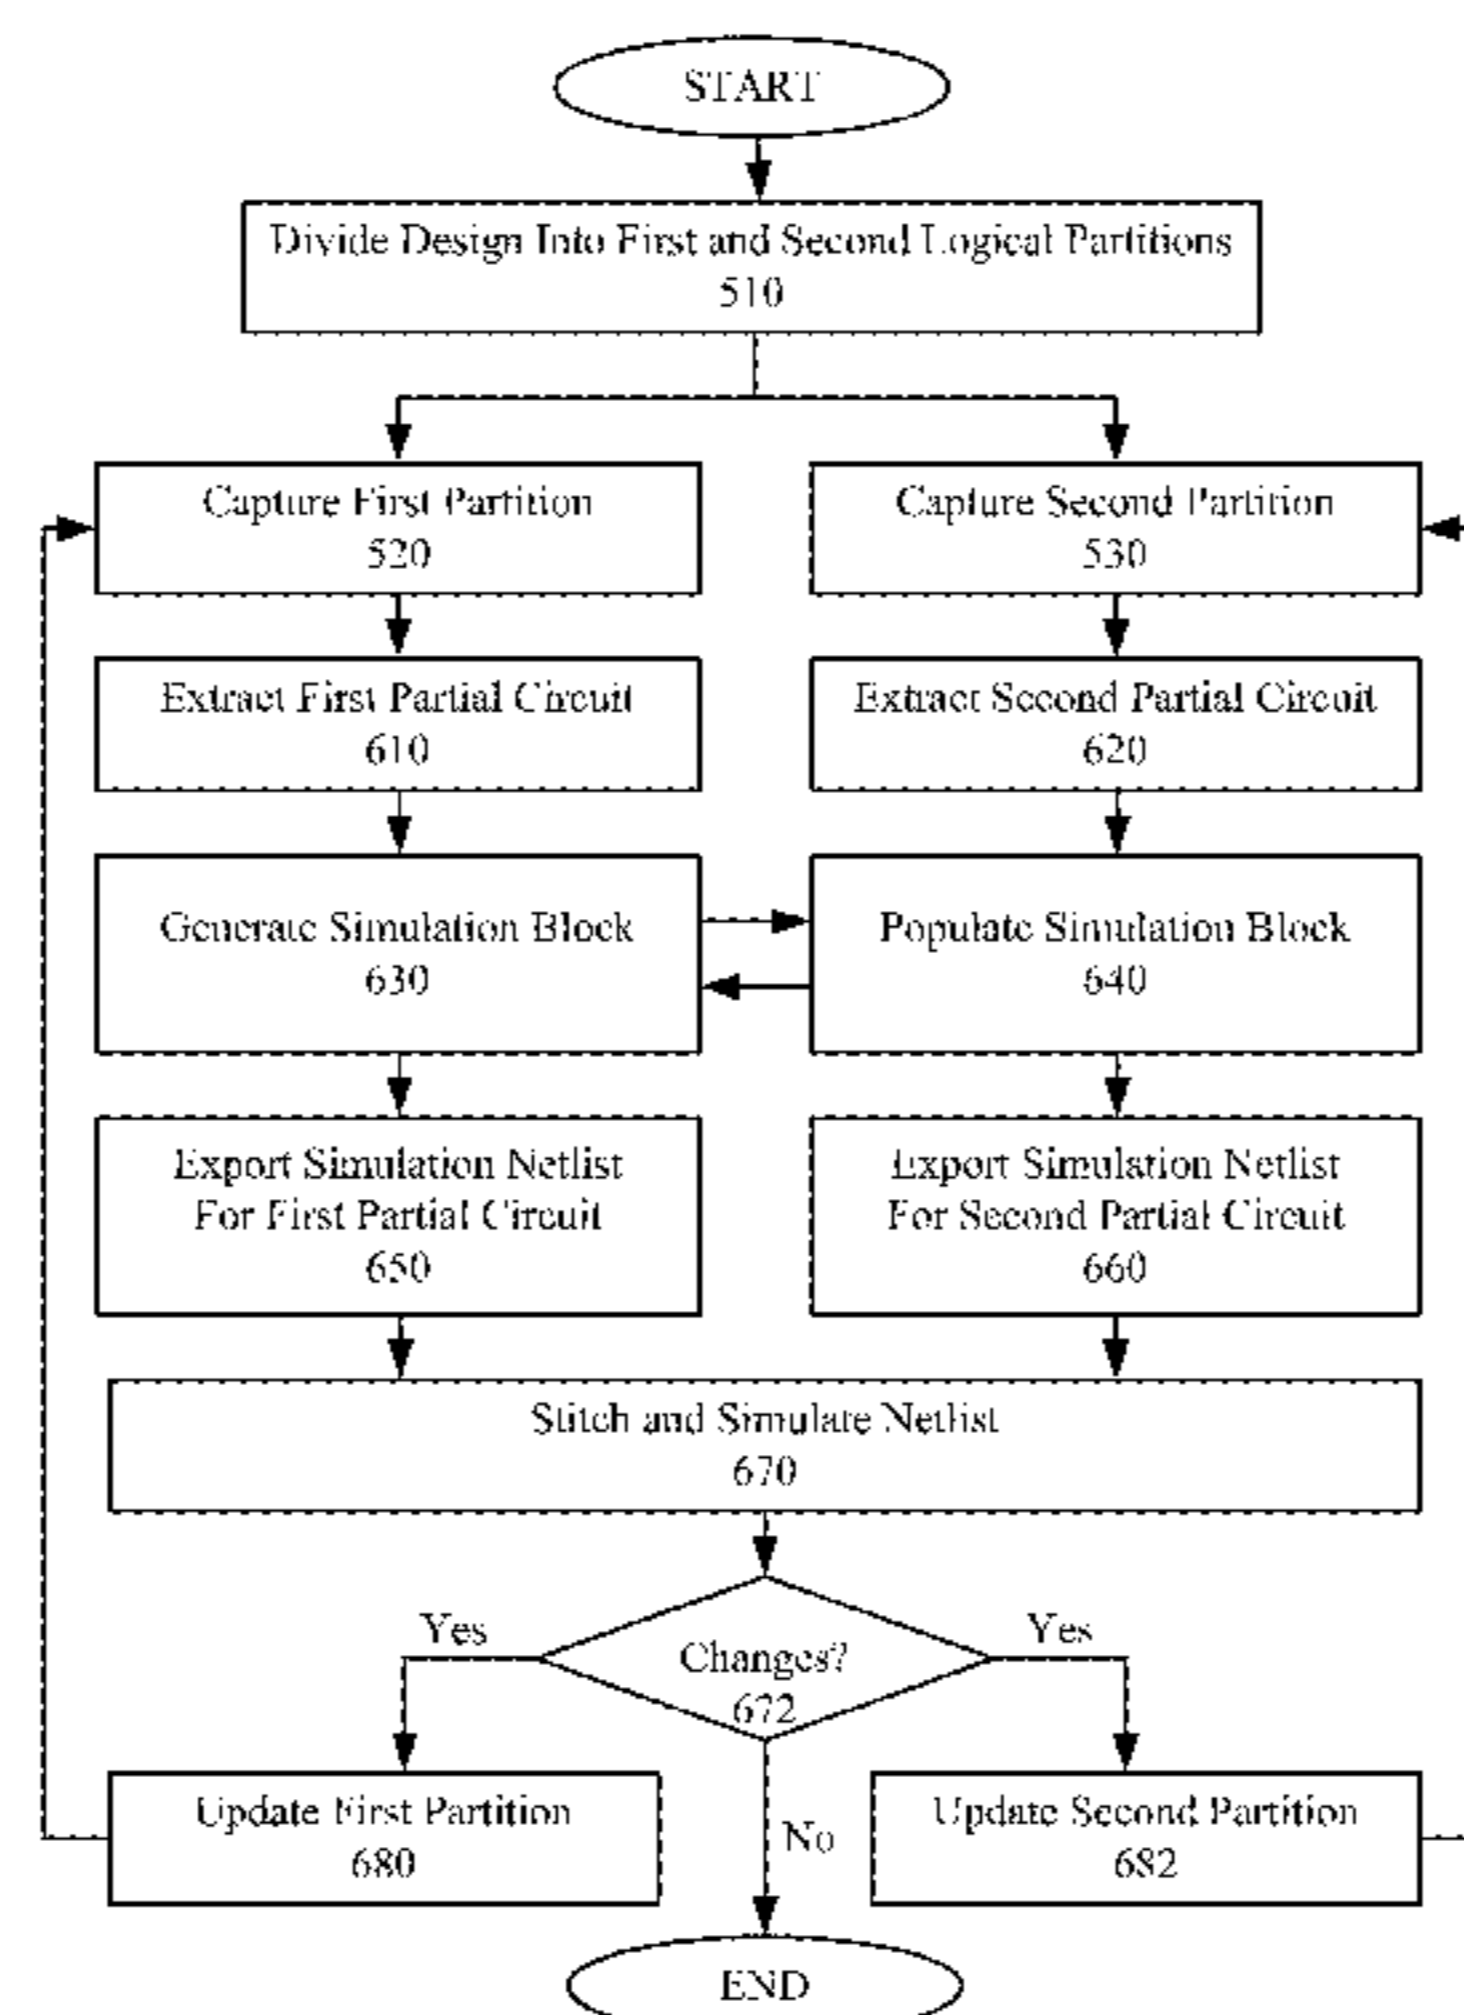 START
Divide Design Into First and Second Logical Partitions
510
Capture First Partition
520
Capture Second Partition
530
Extract First Partial Circuit
610
Extract Second Partial Circuit
620
Generate Simulation Block
630
Populate Simulation Block
640
Export Simulation Netlist
For First Partial Circuit
650
Export Simulation Netlist
For Second Partial Circuit
660
Stitch and Simulate Netlist
670
Yes
Yes
Changes?
672
Update First Partition
680
No
Update Second Partition
682
END